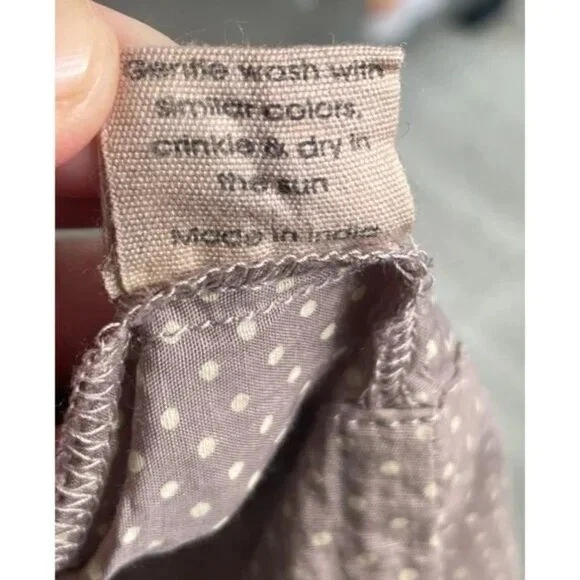 Gentle wash with
similar colors,
crinkle & dry in
the sun
Made in India